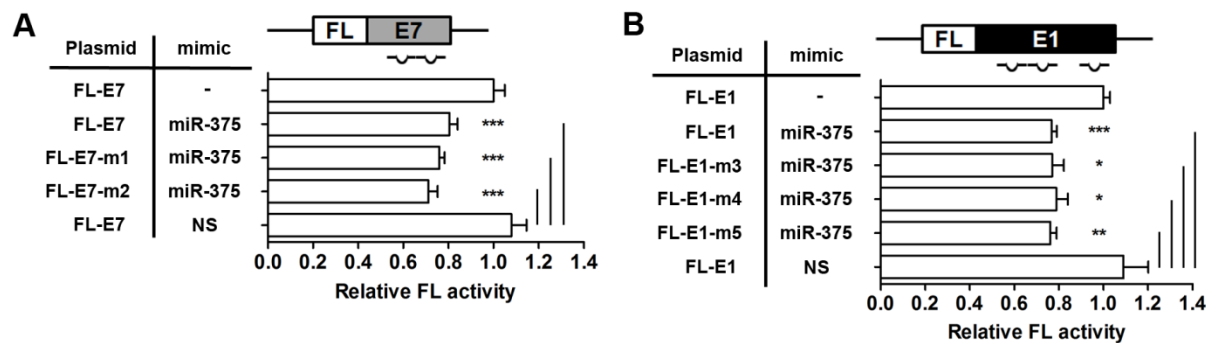 A
FL E7
Plasmid mimic
FL-E7 -
FL-E7 miR-375 ***
FL-E7-m1 miR-375 ***
FL-E7-m2 miR-375 ***
FL-E7 NS
0.0 0.2 0.4 0.6 0.8 1.0 1.2 1.4
Relative FL activity
B
FL E1
Plasmid mimic
FL-E1 -
FL-E1 miR-375 ***
FL-E1-m3 miR-375 *
FL-E1-m4 miR-375 *
FL-E1-m5 miR-375 **
FL-E1 NS
0.0 0.2 0.4 0.6 0.8 1.0 1.2 1.4
Relative FL activity